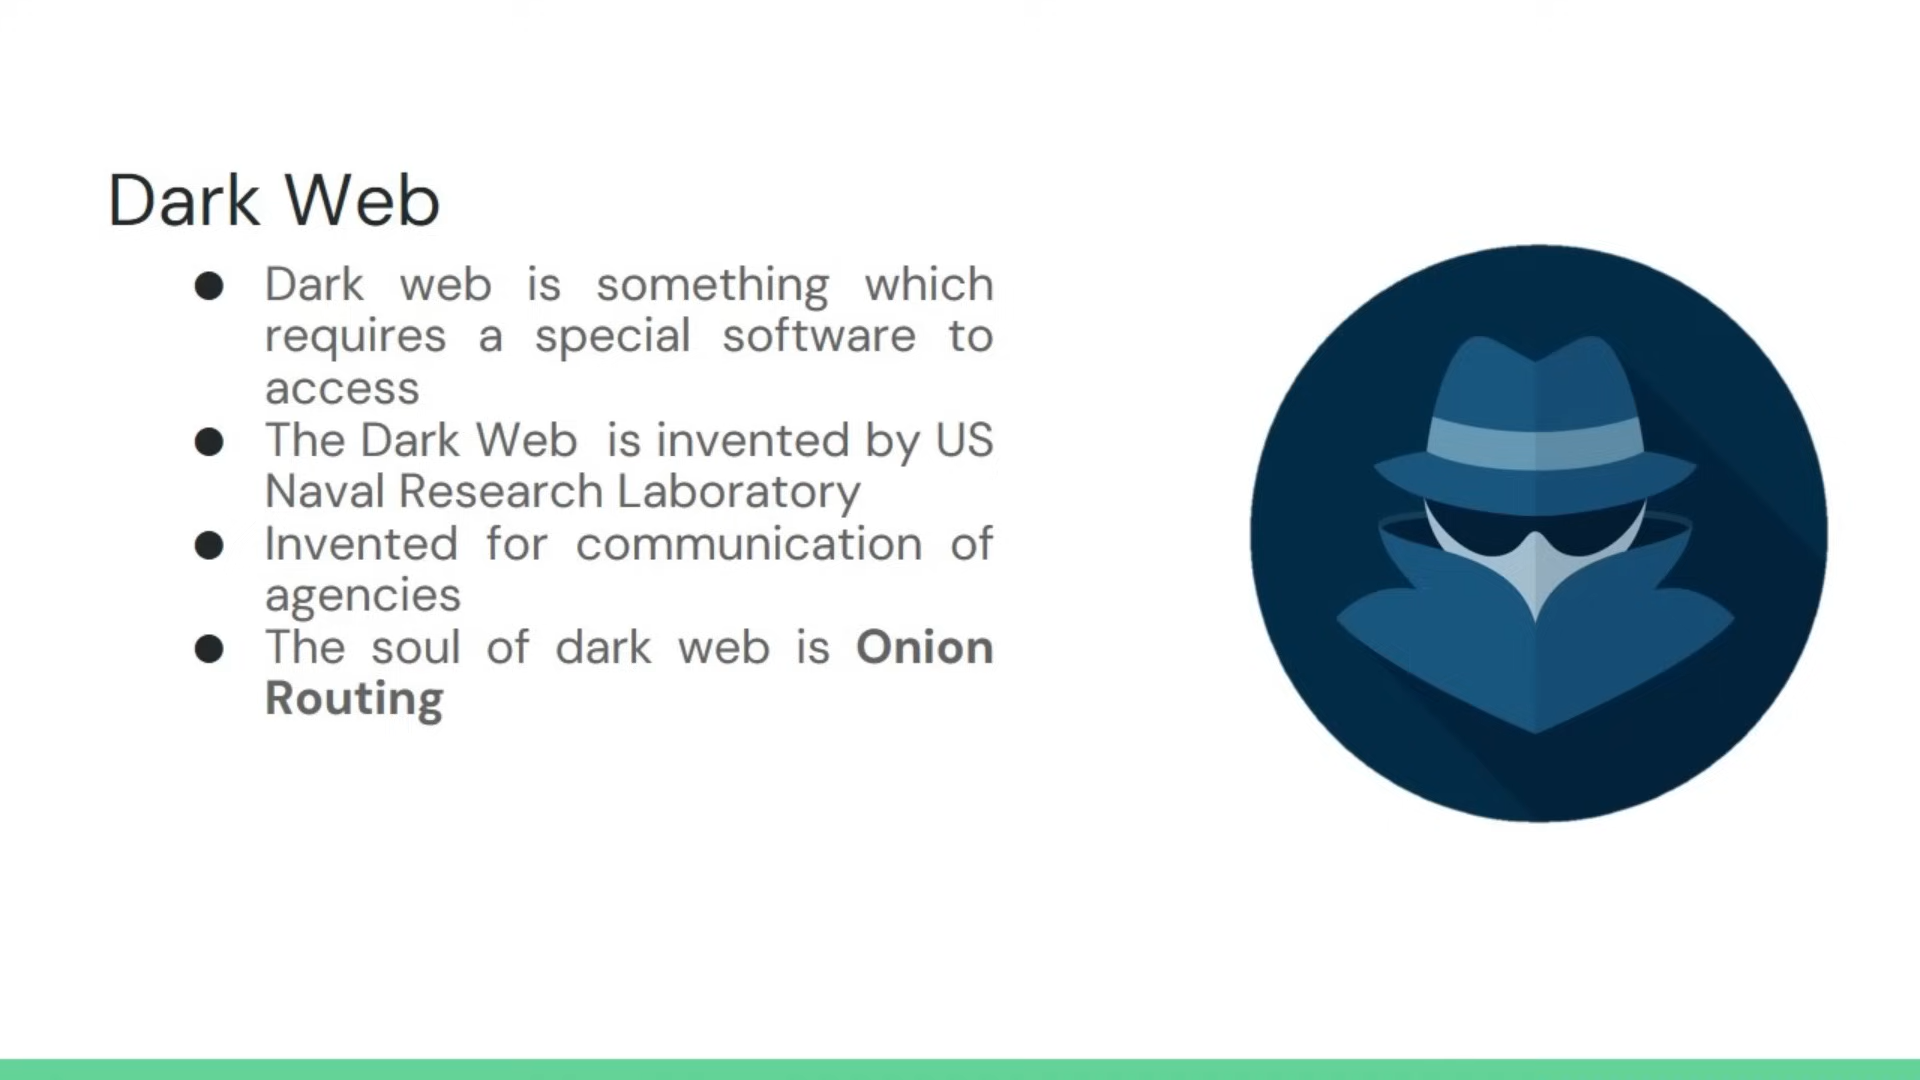 Dark Web
● Dark web is something which
requires a special software to
access
● The Dark Web is invented by US
Naval Research Laboratory
● Invented for communication of
agencies
● The soul of dark web is Onion
Routing